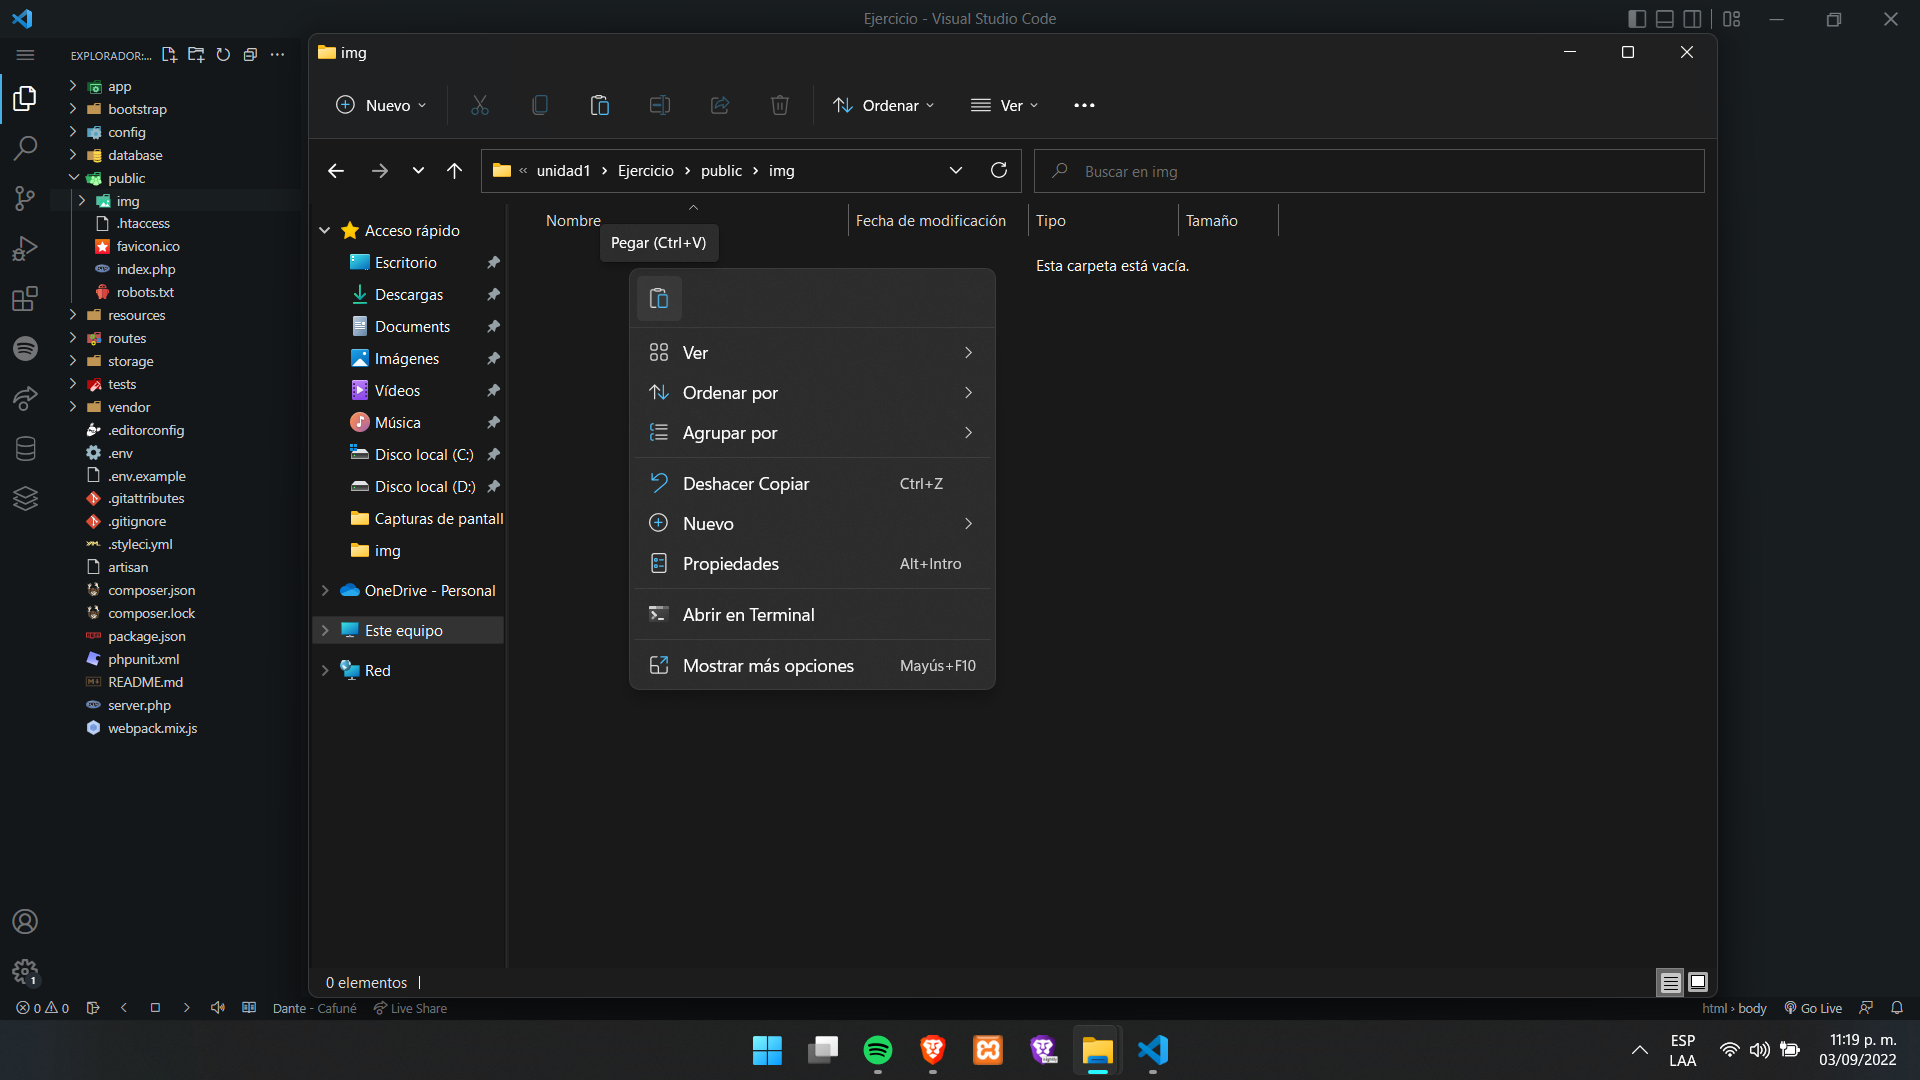 Ejercicio - Visual Studio Code
EXPLORADOR:...
app
bootstrap
config
database
public
img
.htaccess
favicon.ico
index.php
robots.txt
resources
routes
storage
tests
vendor
.editorconfig
.env
.env.example
.gitattributes
.gitignore
.styleci.yml
artisan
composer.json
composer.lock
package.json
phpunit.xml
README.md
server.php
webpack.mix.js
img
Nuevo
Ordenar
Ver
« unidad1 > Ejercicio > public > img
Buscar en img
Acceso rápido
Escritorio
Descargas
Documents
Imágenes
Vídeos
Música
Disco local (C:)
Disco local (D:)
Capturas de pantall
img
OneDrive - Personal
Este equipo
Red
Nombre Fecha de modificación Tipo Tamaño
Pegar (Ctrl+V)
Esta carpeta está vacía.
Ver
Ordenar por
Agrupar por
Deshacer Copiar Ctrl+Z
Nuevo
Propiedades Alt+Intro
Abrir en Terminal
Mostrar más opciones Mayús+F10
0 elementos
1
0 0 Dante - Cafuné Live Share html › body Go Live
ESP
LAA
11:19 p. m.
03/09/2022